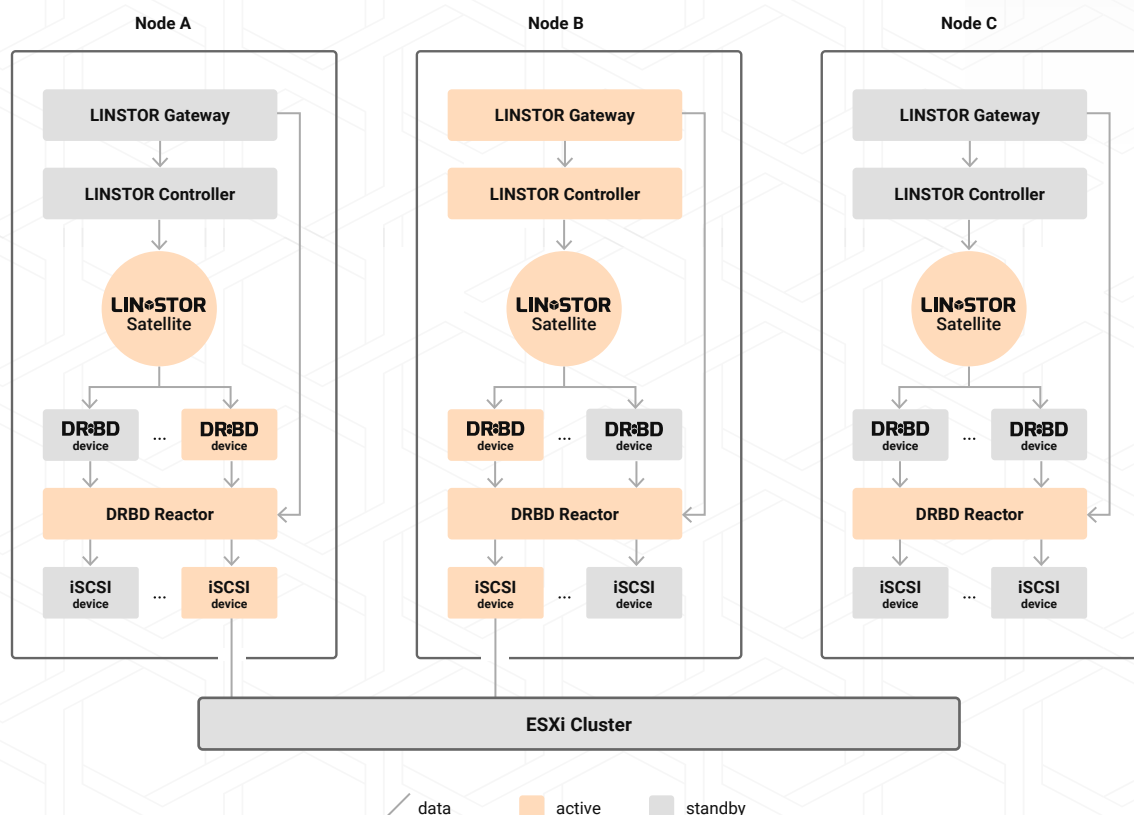 Node A
Node B
Node C
LINSTOR Gateway
LINSTOR Gateway
LINSTOR Gateway
LINSTOR Controller
LINSTOR Controller
LINSTOR Controller
LINSTOR
Satellite
LINSTOR
Satellite
LINSTOR
Satellite
DRBD
device
...
DRBD
device
DRBD
device
...
DRBD
device
DRBD
device
...
DRBD
device
DRBD Reactor
DRBD Reactor
DRBD Reactor
iSCSI
device
...
iSCSI
device
iSCSI
device
...
iSCSI
device
iSCSI
device
...
iSCSI
device
ESXi Cluster
data
active
standby